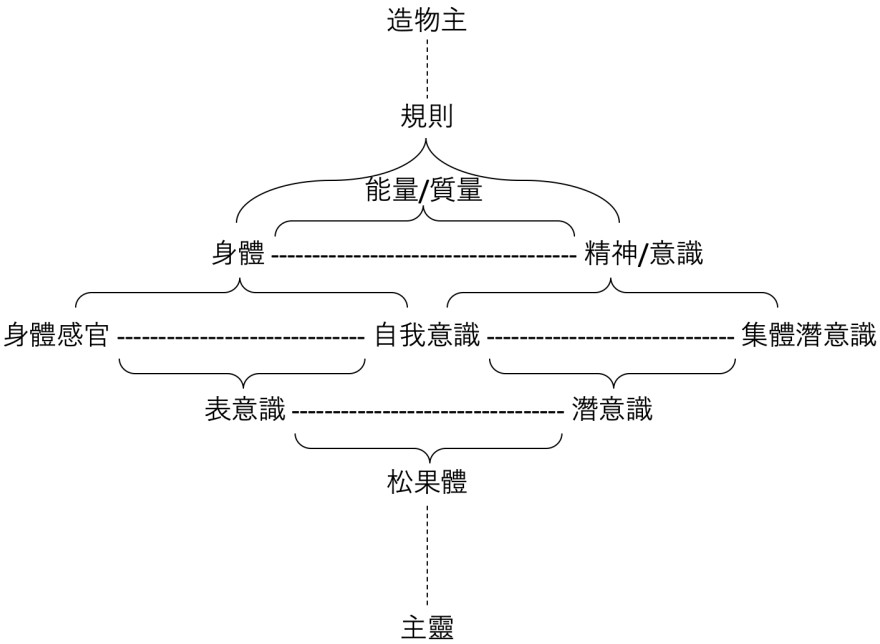 造物主
規則
能量/質量
身體 精神/意識
身體感官 自我意識 集體潛意識
表意識 潛意識
松果體
主靈